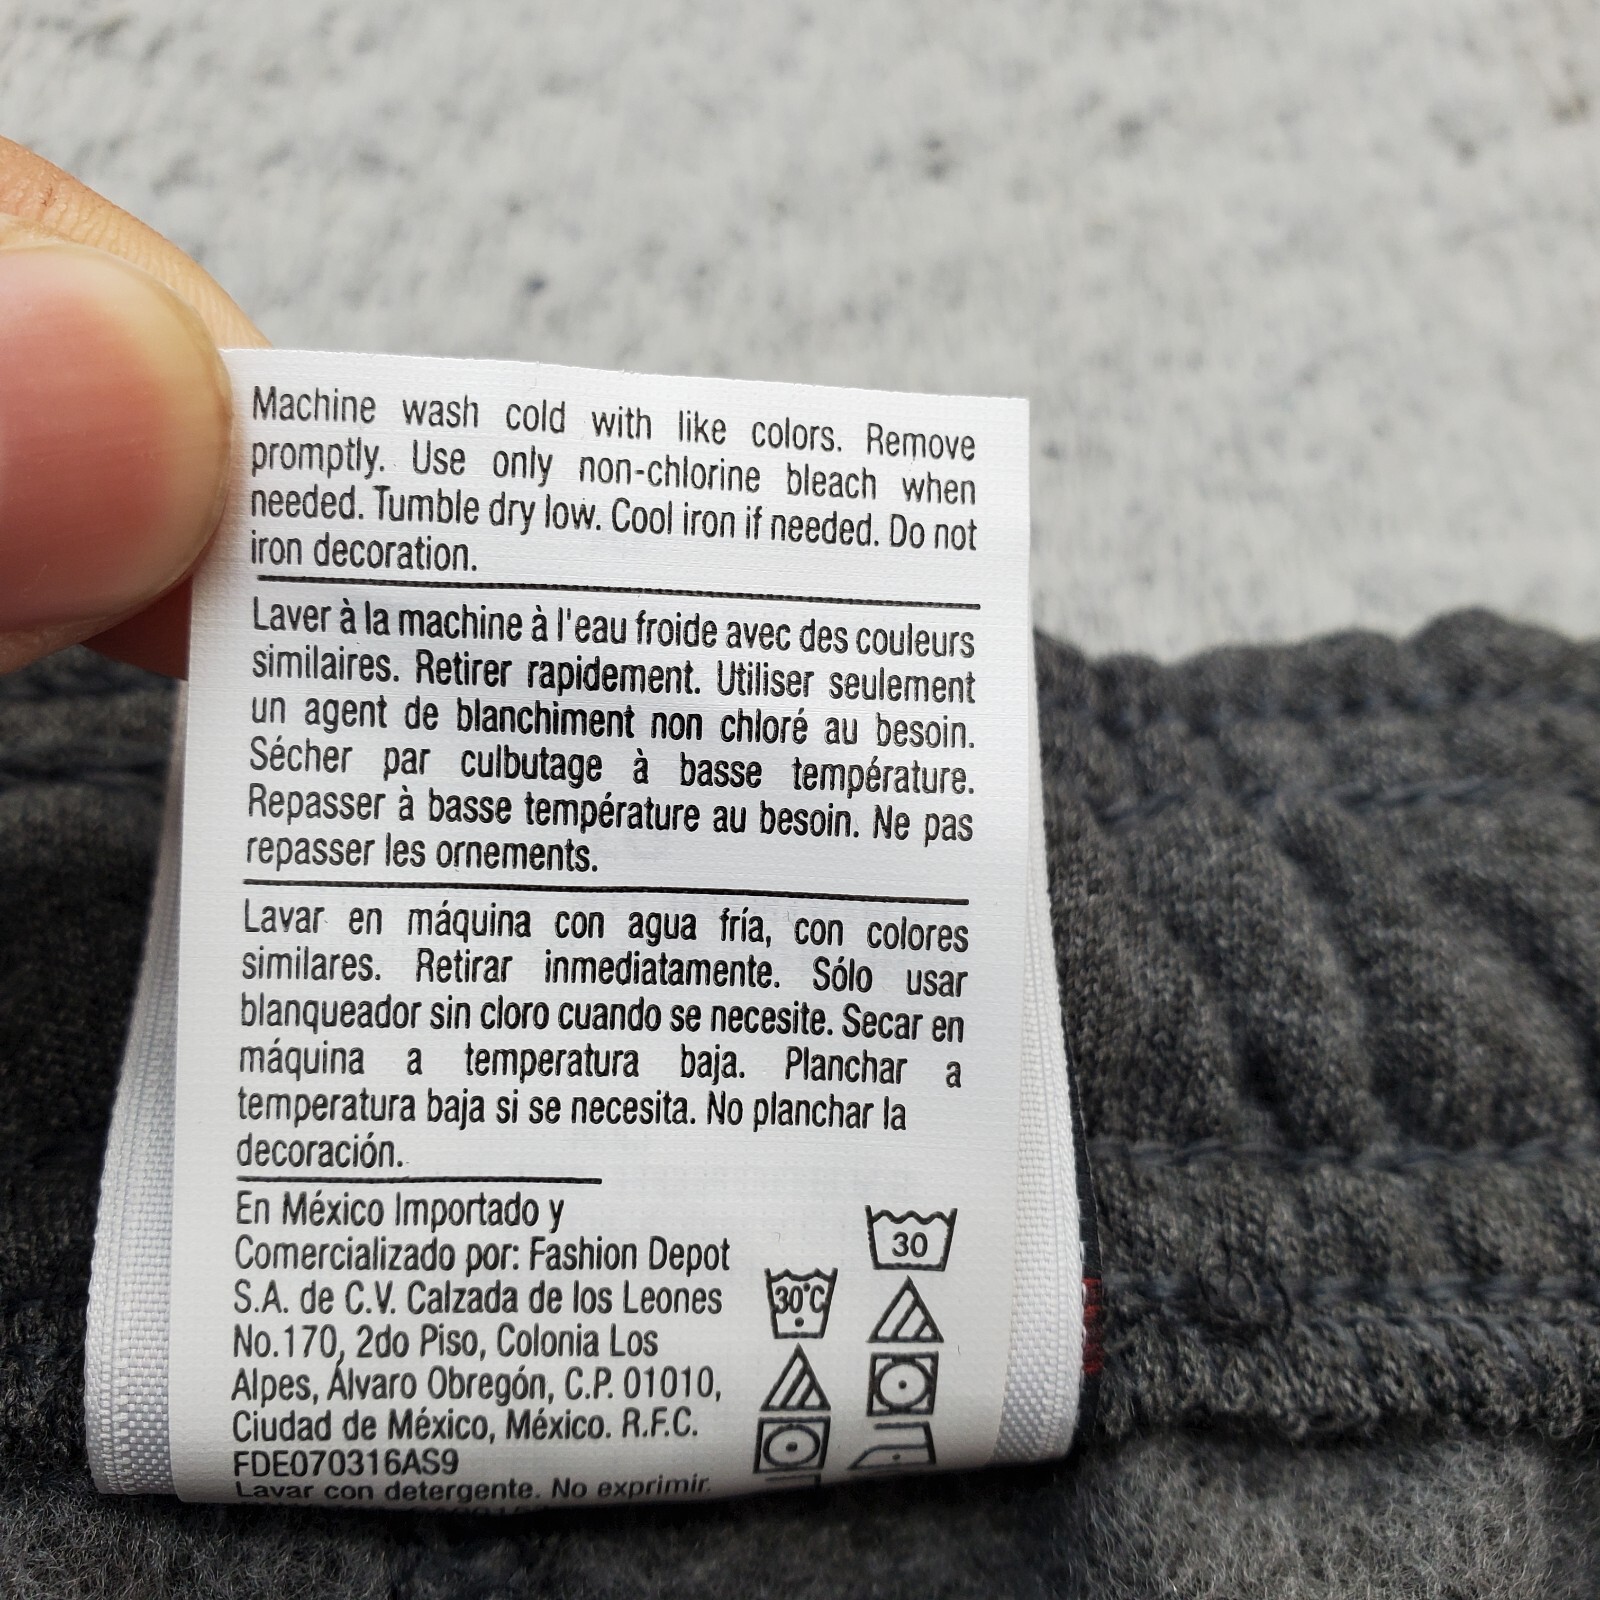 Machine wash cold with like colors. Remove
promptly. Use only non-chlorine bleach when
needed. Tumble dry low. Cool iron if needed. Do not
iron decoration.
Laver à la machine à l'eau froide avec des couleurs
similaires. Retirer rapidement. Utiliser seulement
un agent de blanchiment non chloré au besoin.
Sécher par culbutage à basse température.
Repasser à basse température au besoin. Ne pas
repasser les ornements.
Lavar en máquina con agua fría, con colores
similares. Retirar inmediatamente. Sólo usar
blanqueador sin cloro cuando se necesite. Secar en
máquina a temperatura baja. Planchar a
temperatura baja si se necesita. No planchar la
decoración.
En México Importado y
Comercializado por: Fashion Depot
S.A. de C.V. Calzada de los Leones
No.170, 2do Piso, Colonia Los
Alpes, Álvaro Obregón, C.P. 01010,
Ciudad de México, México. R.F.C.
FDE070316AS9
Lavar con detergente. No exprimir.
30
30°C